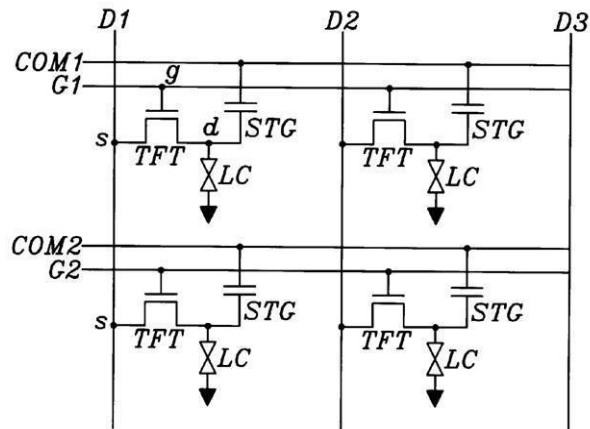 D1 D2 D3
COM1
G1 g
s d STG STG
TFT LC TFT LC
COM2
G2
s STG STG
TFT LC TFT LC